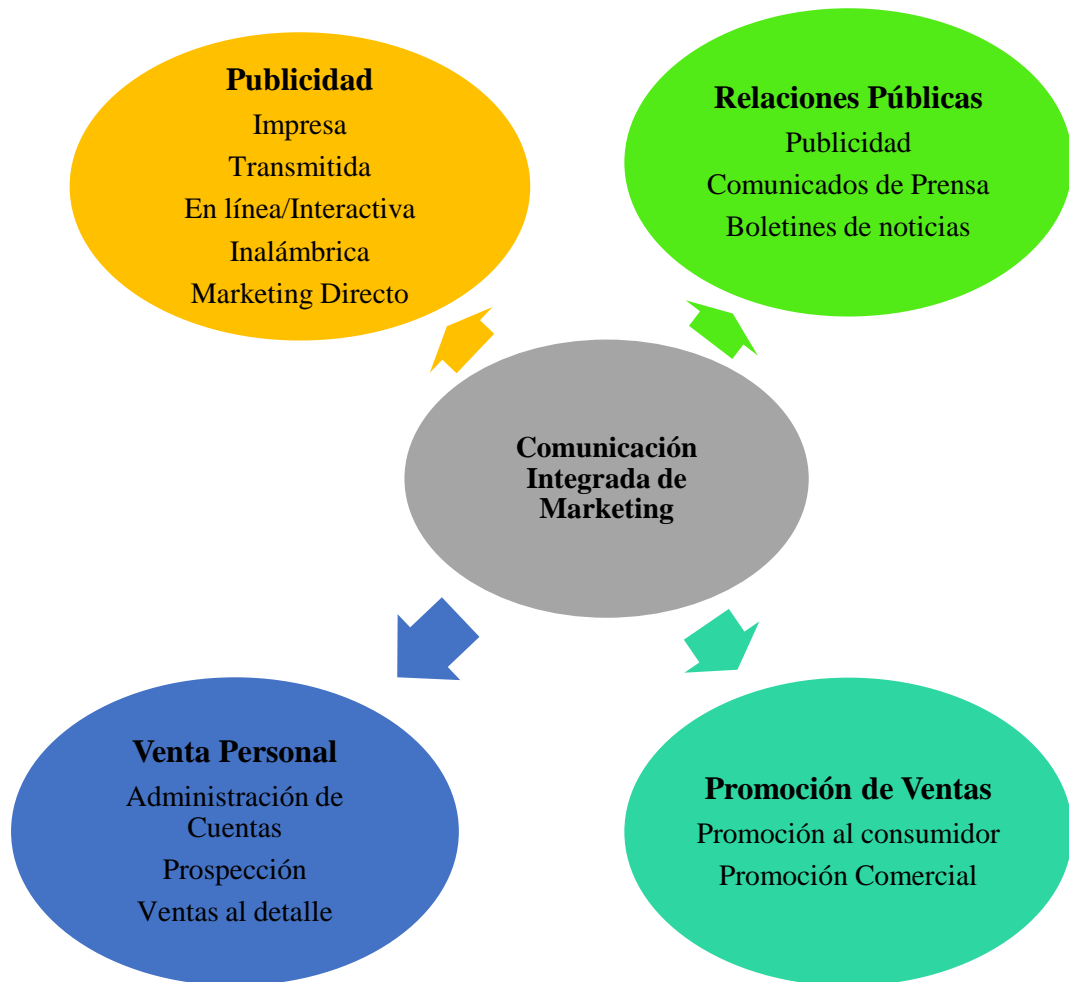 Publicidad
Impresa
Transmitida
En línea/Interactiva
Inalámbrica
Marketing Directo
Relaciones Públicas
Publicidad
Comunicados de Prensa
Boletines de noticias
Comunicación
Integrada de
Marketing
Venta Personal
Administración de
Cuentas
Prospección
Ventas al detalle
Promoción de Ventas
Promoción al consumidor
Promoción Comercial